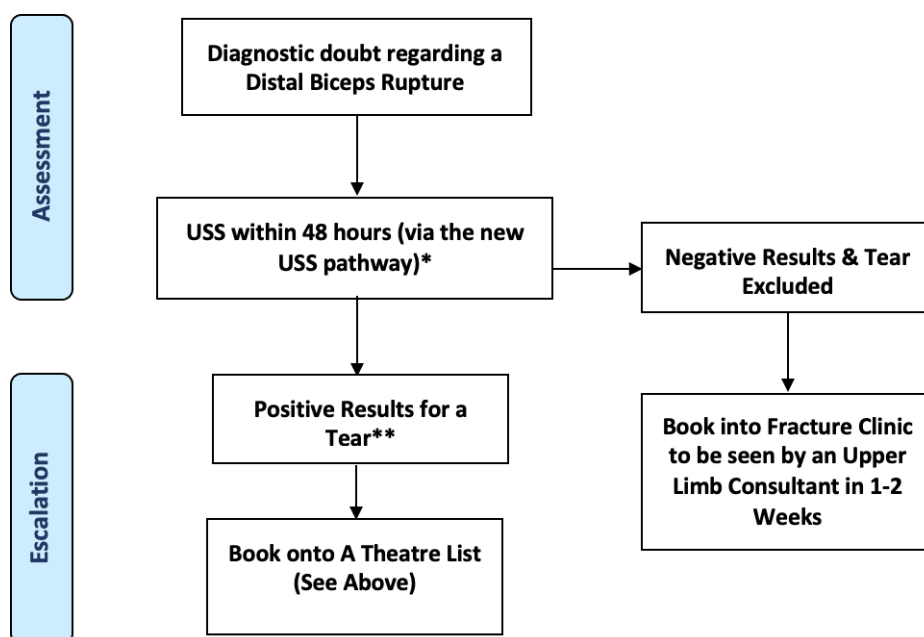 Assessment
Diagnostic doubt regarding a
Distal Biceps Rupture
USS within 48 hours (via the new
USS pathway)*
Negative Results & Tear
Excluded
Escalation
Positive Results for a
Tear**
Book into Fracture Clinic
to be seen by an Upper
Limb Consultant in 1-2
Weeks
Book onto A Theatre List
(See Above)